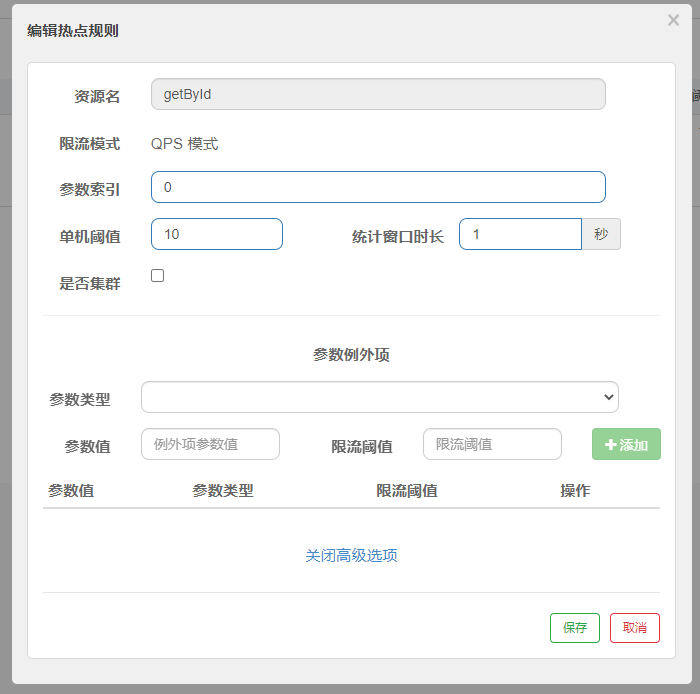 编辑热点规则
×
资源名 getById
限流模式 QPS 模式
参数索引 0
单机阈值 10 统计窗口时长 1 秒
是否集群
参数例外项
参数类型
参数值 例外项参数值 限流阈值 限流阈值 +添加
参数值 参数类型 限流阈值 操作
关闭高级选项
保存 取消